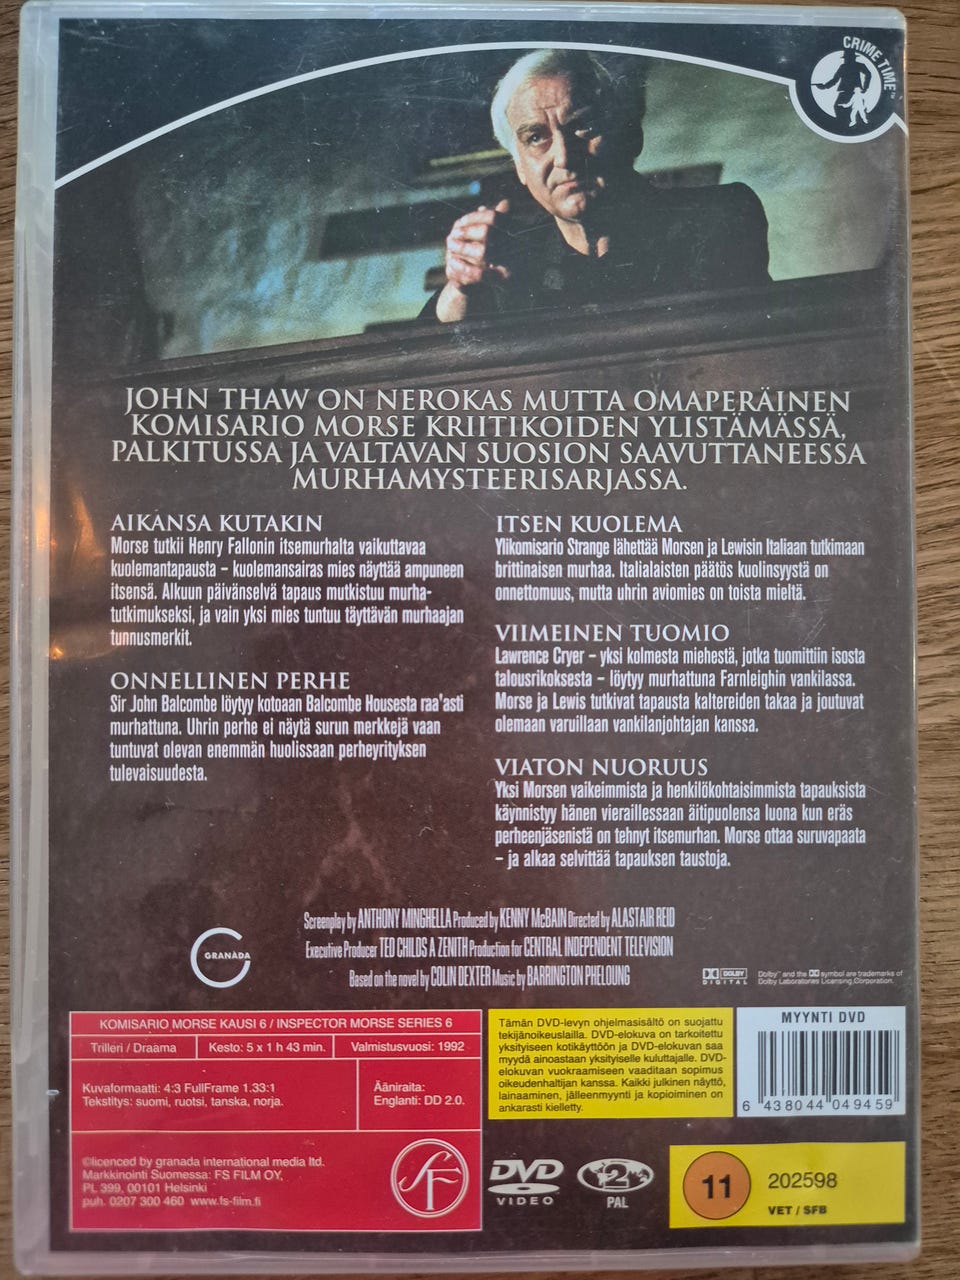 CRIME TIME™
JOHN THAW ON NEROKAS MUTTA OMAPERÄINEN
KOMISARIO MORSE KRIITIKOIDEN YLISTÄMÄSSÄ,
PALKITUSSA JA VALTAVAN SUOSION SAAVUTTANEESSA
MURHAMYSTEERISARJASSA.
AIKANSA KUTAKIN
Morse tutkii Henry Fallonin itsemurhalta vaikuttavaa
kuolemantapausta – kuolemansairas mies näyttää ampuneen
itsensä. Alkuun päivänselvä tapaus mutkistuu murha-
tutkimukseksi, ja vain yksi mies tuntuu täyttävän murhaajan
tunnusmerkit.
ONNELLINEN PERHE
Sir John Balcombe löytyy kotoaan Balcombe Housesta raa'asti
murhattuna. Uhrin perhe ei näytä surun merkkejä vaan
tuntuvat olevan enemmän huolissaan perheyrityksen
tulevaisuudesta.
ITSEN KUOLEMA
Ylikomisario Strange lähettää Morsen ja Lewisin Italiaan tutkimaan
brittinaisen murhaa. Italialaisten päätös kuolinsyystä on
onnettomuus, mutta uhrin aviomies on toista mieltä.
VIIMEINEN TUOMIO
Lawrence Cryer – yksi kolmesta miehestä, jotka tuomittiin isosta
talousrikoksesta – löytyy murhattuna Farnleighin vankilassa.
Morse ja Lewis tutkivat tapausta kaltereiden takaa ja joutuvat
olemaan varuillaan vankilanjohtajan kanssa.
VIATON NUORUUS
Yksi Morsen vaikeimmista ja henkilökohtaisimmista tapauksista
käynnistyy hänen vieraillessaan äitipuolensa luona kun eräs
perheenjäsenistä on tehnyt itsemurhan. Morse ottaa suruvapaata
– ja alkaa selvittää tapauksen taustoja.
GRANADA
Screenplay by ANTHONY MINGHELLA Produced by KENNY McBAIN Directed by ALASTAIR REID
Executive Producer TED CHILDS A ZENITH Production for CENTRAL INDEPENDENT TELEVISION
Based on the novel by COLIN DEXTER Music by BARRINGTON PHELOUNG
DOLBY
DIGITAL
Dolby™ and the symbol are trademarks of
Dolby Laboratories Licensing Corporation.
KOMISARIO MORSE KAUSI 6 / INSPECTOR MORSE SERIES 6
Trilleri / Draama
Kesto: 5 x 1 h 43 min.
Valmistusvuosi: 1992
Kuvaformaatti: 4:3 FullFrame 1.33:1
Tekstitys: suomi, ruotsi, tanska, norja.
Ääniraita:
Englanti: DD 2.0.
©licenced by granada international media ltd.
Markkinointi Suomessa: FS FILM OY,
PL 399, 00101 Helsinki
puh. 0207 300 460 www.fs-film.fi
SF
Tämän DVD-levyn ohjelmasisältö on suojattu
tekijänoikeuslailla. DVD-elokuva on tarkoitettu
yksityiseen kotikäyttöön ja DVD-elokuvan saa
myydä ainoastaan yksityiselle kuluttajalle. DVD-
elokuvan vuokraamiseen vaaditaan sopimus
oikeudenhaltijan kanssa. Kaikki julkinen näyttö,
lainaaminen, jälleenmyynti ja kopioiminen on
ankarasti kielletty.
MYYNTI DVD
6 438044 049459
DVD
VIDEO
2
PAL
11
202598
VET / SFB